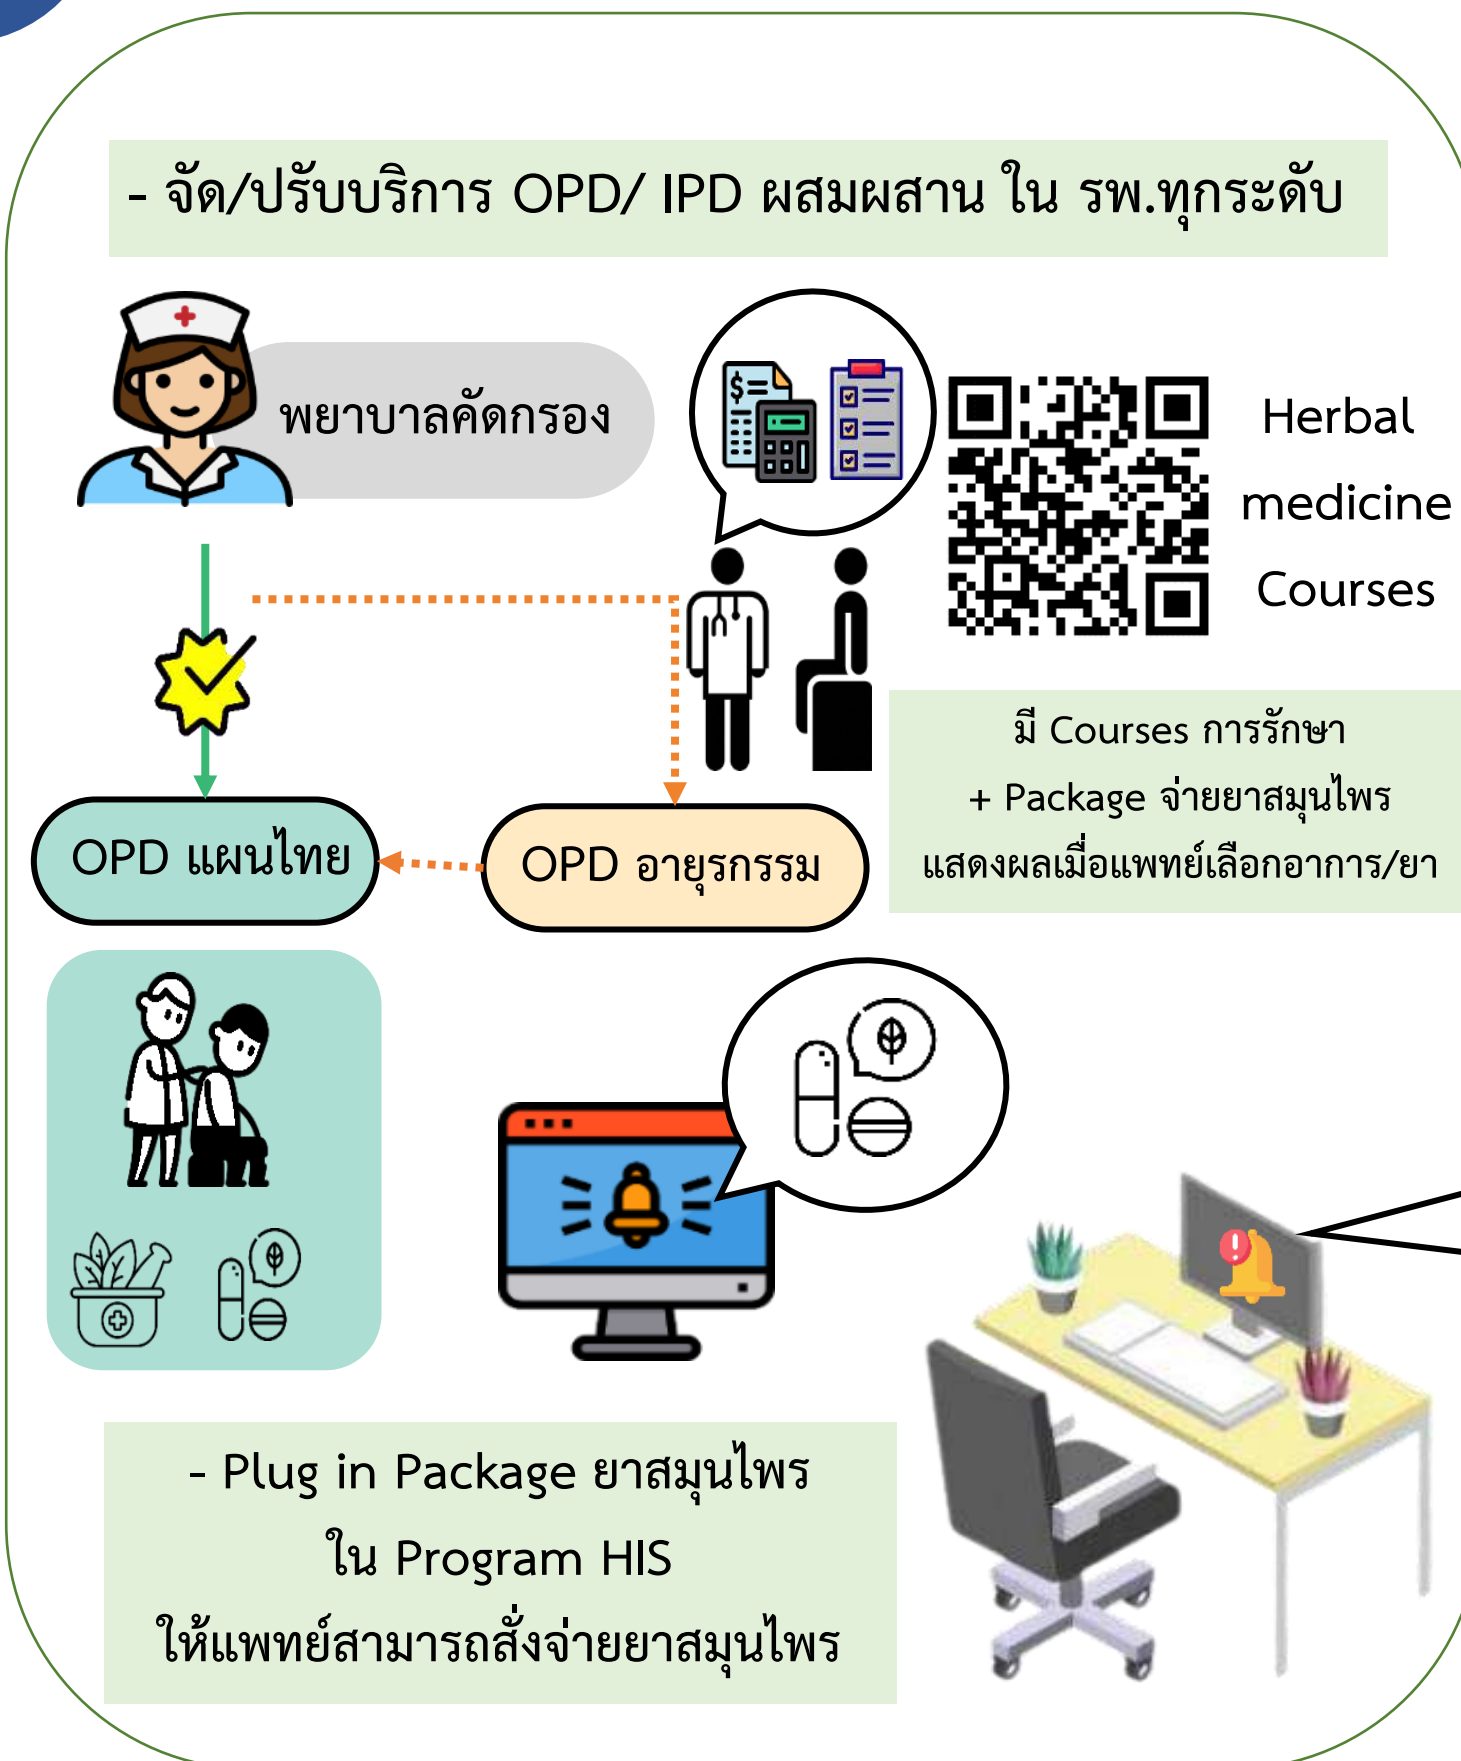 - จัด/ปรับบริการ OPD/ IPD ผสมผสาน ใน รพ.ทุกระดับ
พยาบาลคัดกรอง
Herbal
medicine
Courses
มี Courses การรักษา
+ Package จ่ายยาสมุนไพร
แสดงผลเมื่อแพทย์เลือกอาการ/ยา
OPD แผนไทย
OPD อายุรกรรม
- Plug in Package ยาสมุนไพร
ใน Program HIS
ให้แพทย์สามารถสั่งจ่ายยาสมุนไพร